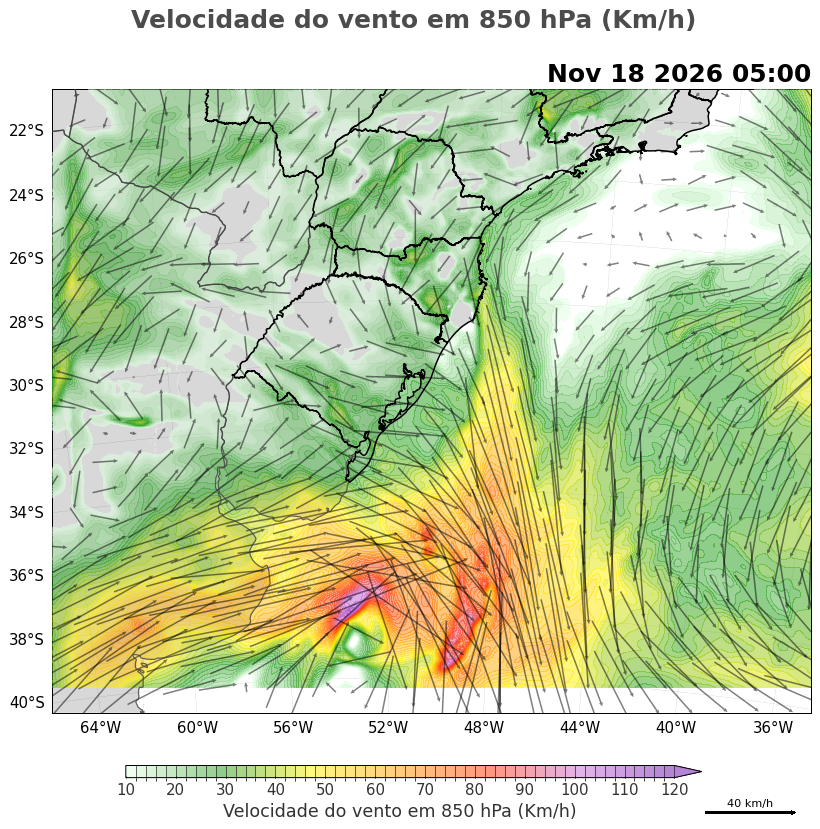 Velocidade do vento em 850 hPa (Km/h)
Nov 18 2026 05:00
22°S
24°S
26°S
28°S
30°S
32°S
34°S
36°S
38°S
40°S
64°W 60°W 56°W 52°W 48°W 44°W 40°W 36°W
10 20 30 40 50 60 70 80 90 100 110 120
Velocidade do vento em 850 hPa (Km/h)
40 km/h